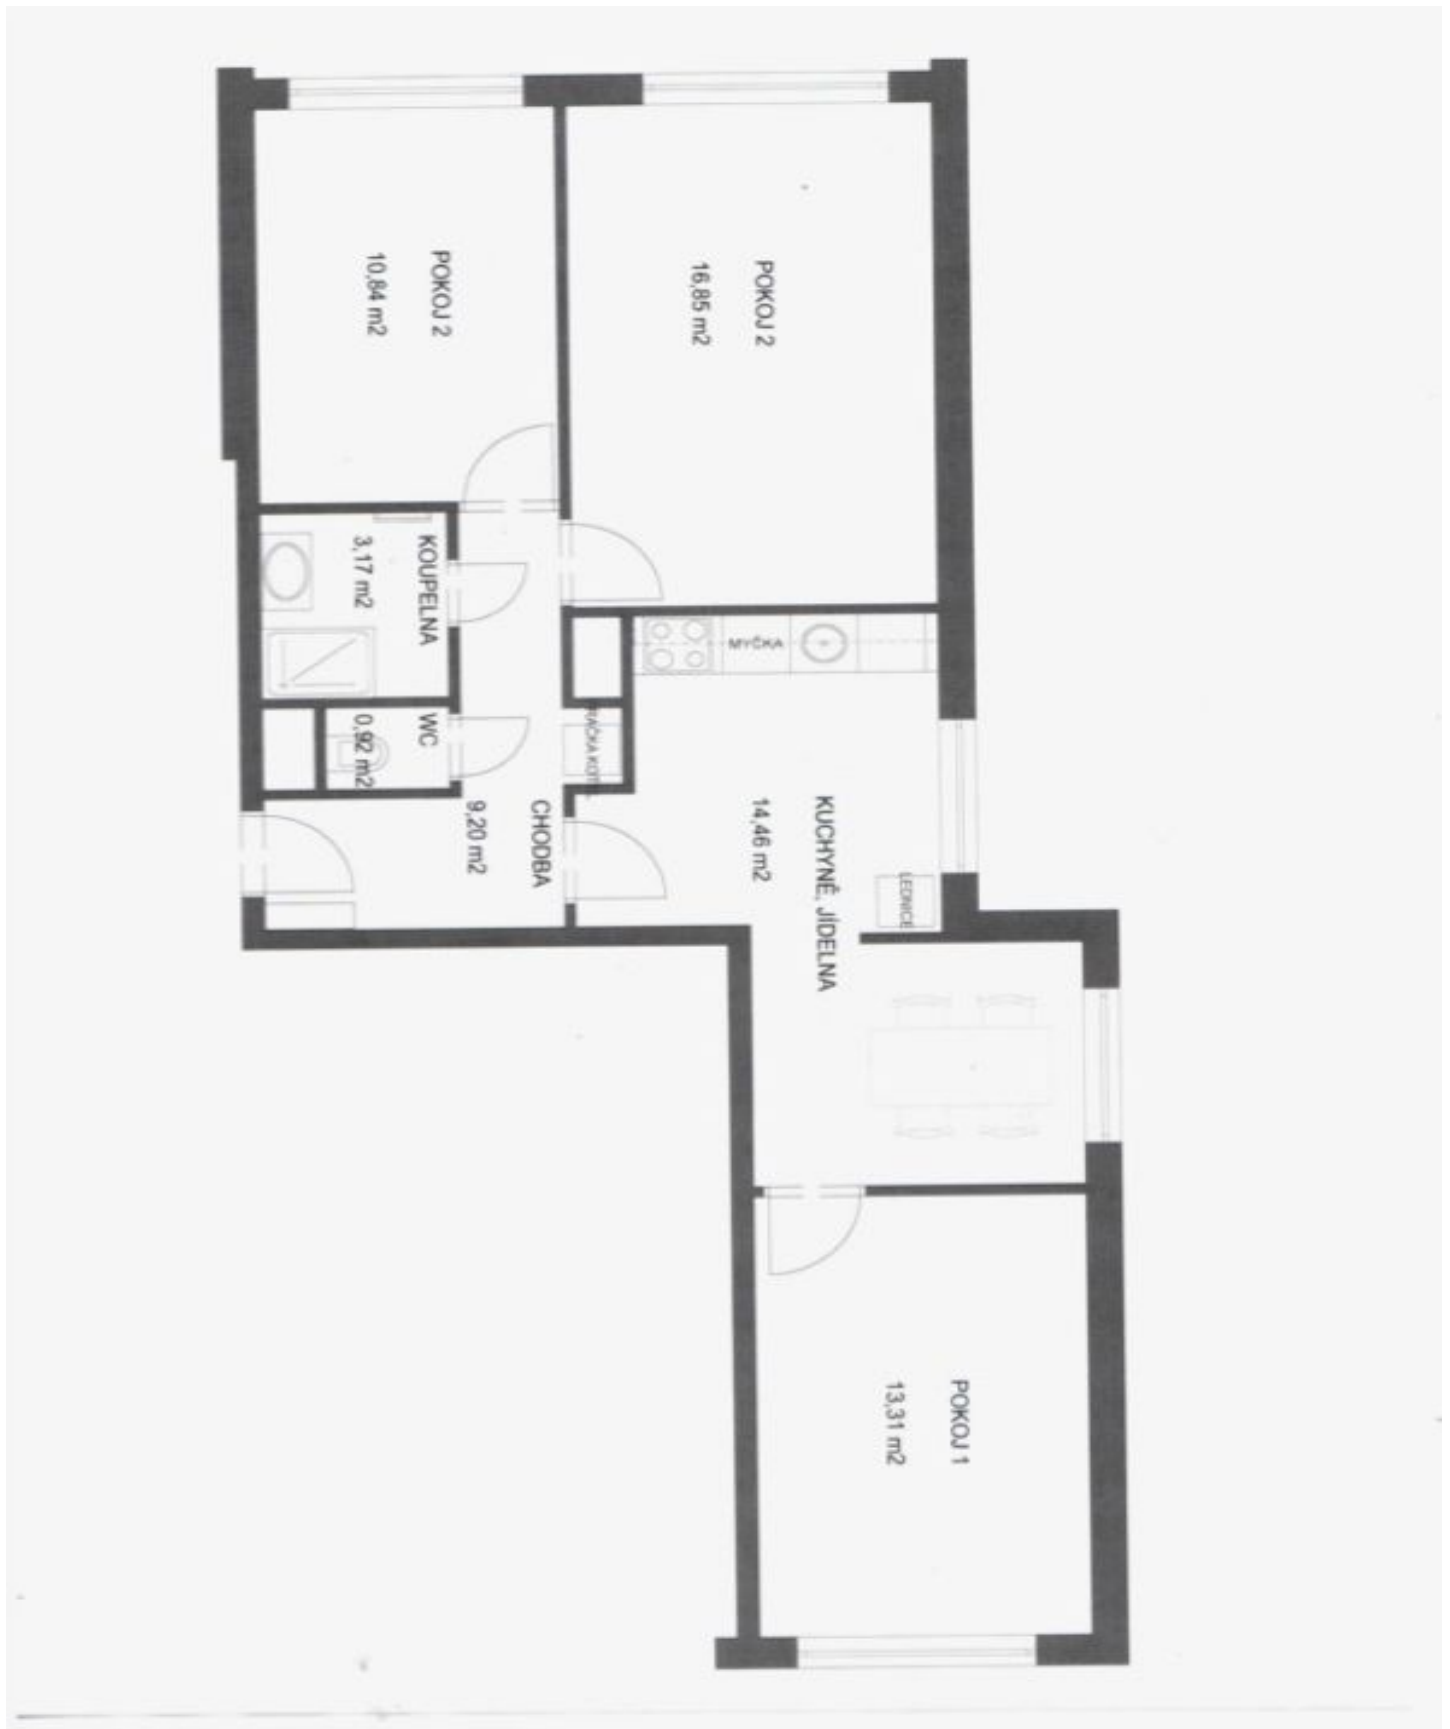 POKOJ 2
10,84 m2
POKOJ 2
16,85 m2
KOUPELNA
3,17 m2
MYČKA
WC
0,92 m2
CHODBA
9,20 m2
KUCHYNĚ, JÍDELNA
14,46 m2
LEDNICE
POKOJ 1
13,31 m2